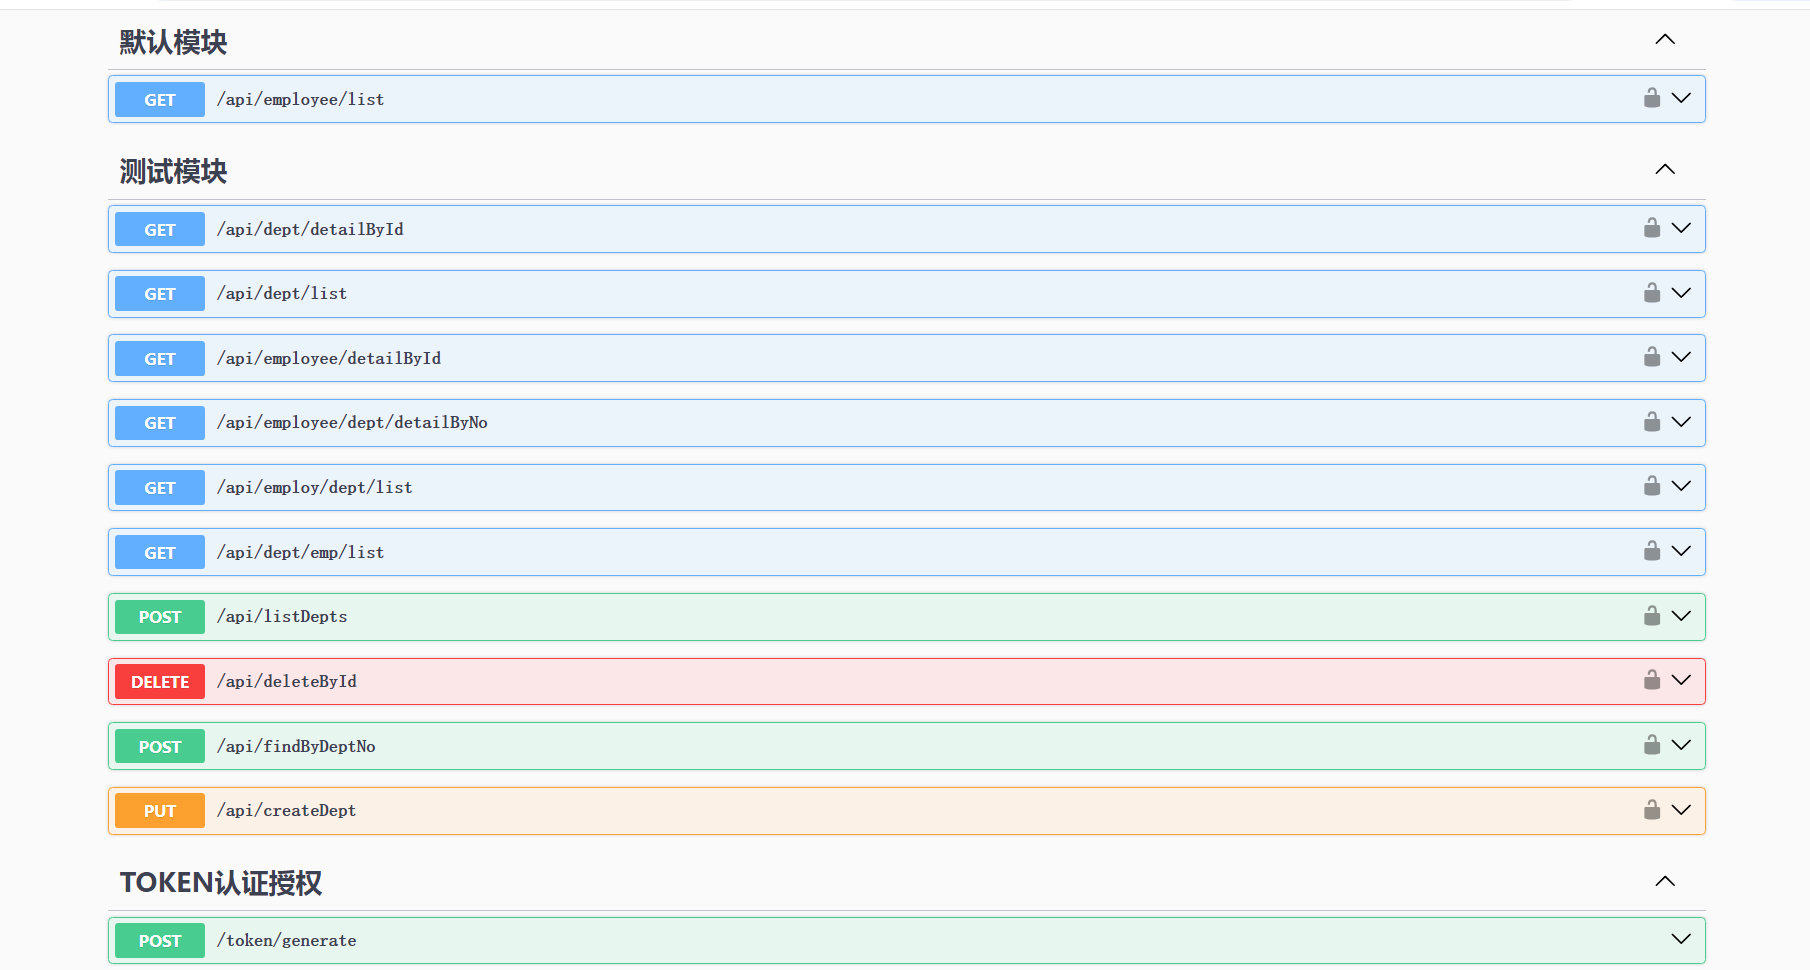 默认模块
GET /api/employee/list
测试模块
GET /api/dept/detailById
GET /api/dept/list
GET /api/employee/detailById
GET /api/employee/dept/detailByNo
GET /api/employ/dept/list
GET /api/dept/emp/list
POST /api/listDepts
DELETE /api/deleteById
POST /api/findByDeptNo
PUT /api/createDept
TOKEN认证授权
POST /token/generate